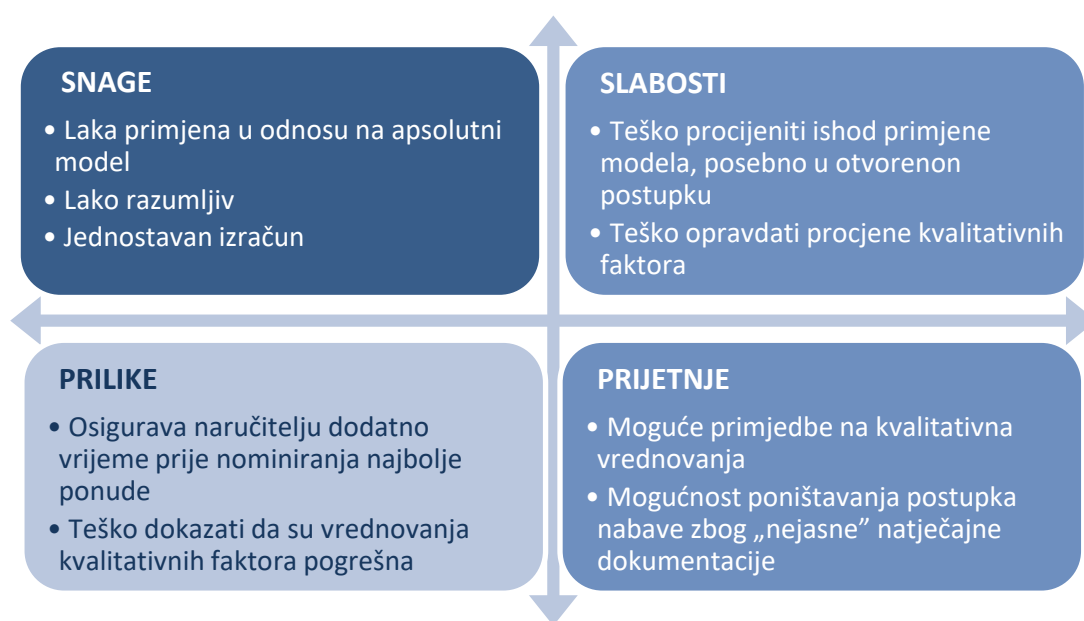 SNAGE
• Laka primjena u odnosu na apsolutni
model
• Lako razumljiv
• Jednostavan izračun
SLABOSTI
• Teško procijeniti ishod primjene
modela, posebno u otvorenon
postupku
• Teško opravdati procjene kvalitativnih
faktora
PRILIKE
• Osigurava naručitelju dodatno
vrijeme prije nominiranja najbolje
ponude
• Teško dokazati da su vrednovanja
kvalitativnih faktora pogrešna
PRIJETNJE
• Moguće primjedbe na kvalitativna
vrednovanja
• Mogućnost poništavanja postupka
nabave zbog „nejasne” natječajne
dokumentacije